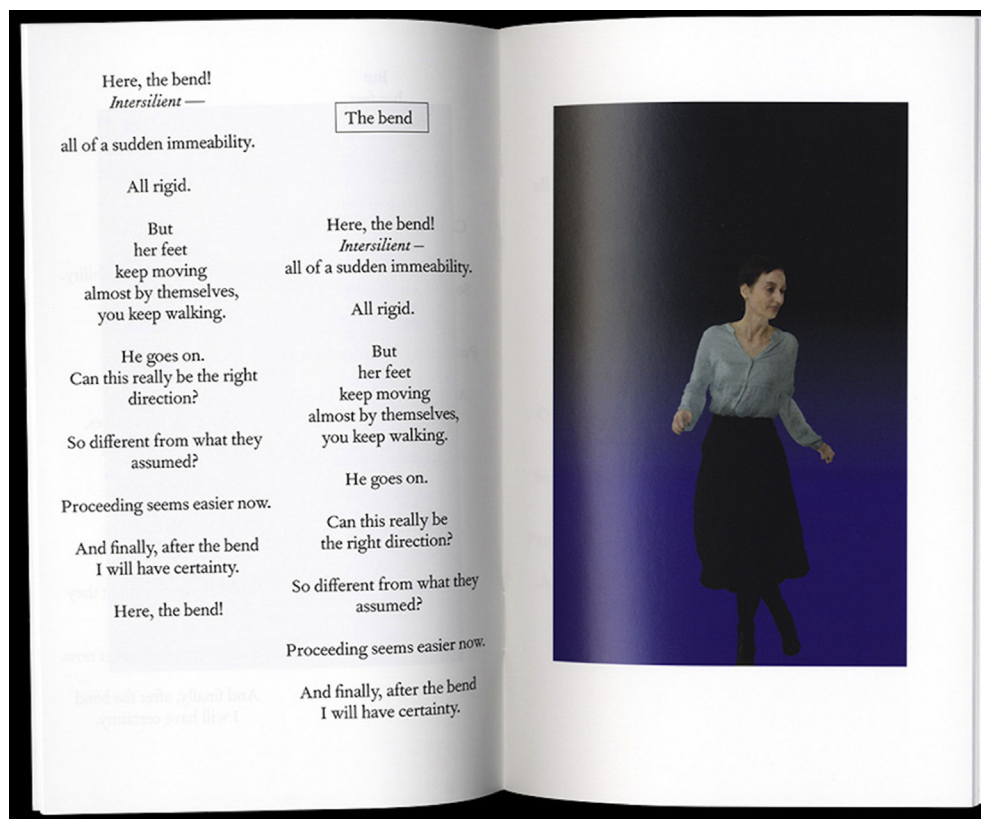 Here, the bend!
Intersilient —
all of a sudden immeability.
All rigid.
But
her feet
keep moving
almost by themselves,
you keep walking.
He goes on.
Can this really be the right
direction?
So different from what they
assumed?
Proceeding seems easier now.
And finally, after the bend
I will have certainty.
Here, the bend!
The bend
Here, the bend!
Intersilient –
all of a sudden immeability.
All rigid.
But
her feet
keep moving
almost by themselves,
you keep walking.
He goes on.
Can this really be
the right direction?
So different from what they
assumed?
Proceeding seems easier now.
And finally, after the bend
I will have certainty.